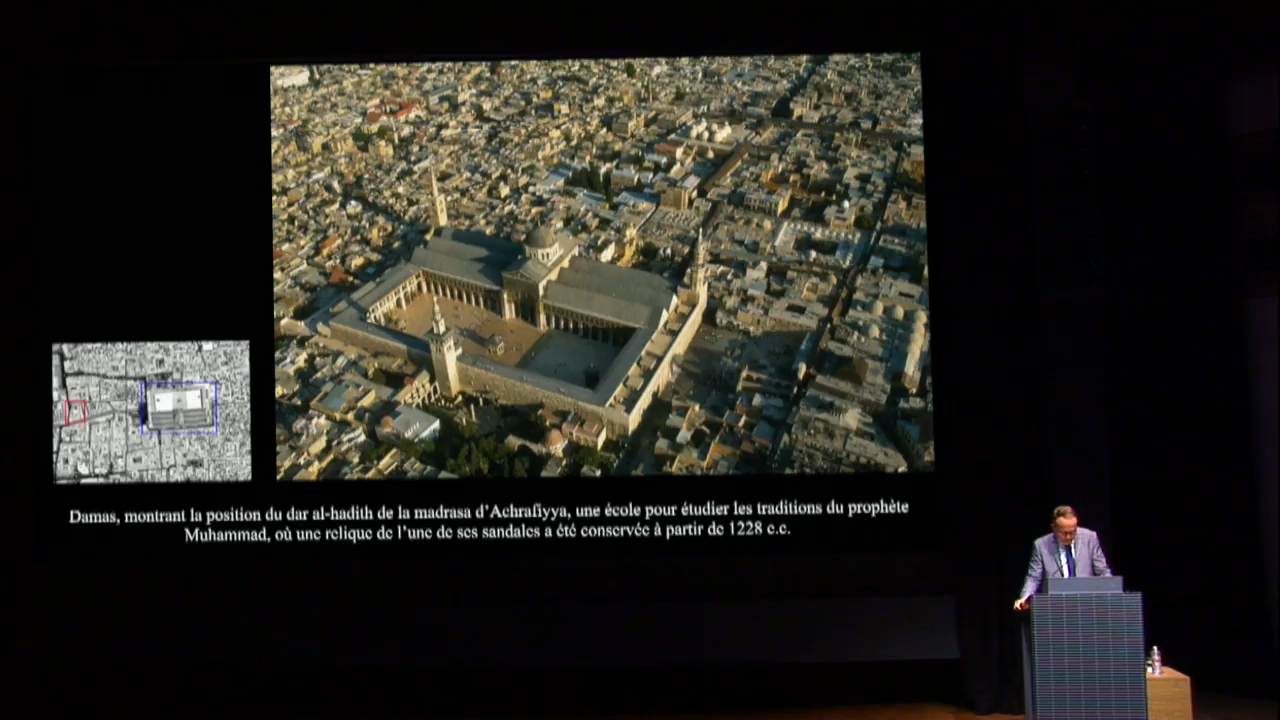 Damas, montrant la position du dar al-hadith de la madrasa d'Achrafiyya, une école pour étudier les traditions du prophète
Muhammad, où une relique de l'une de ses sandales a été conservée à partir de 1228 e.c.